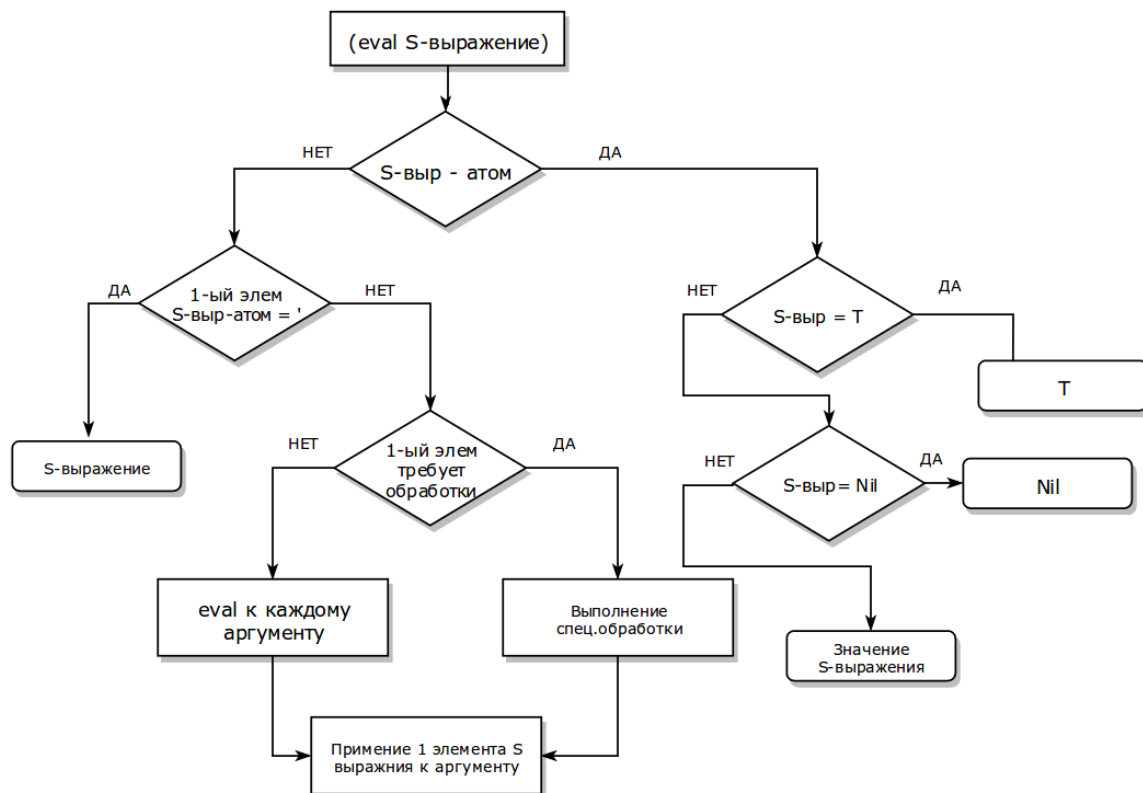 (eval S-выражение)
НЕТ
ДА
S-выр - атом
ДА
1-ый элем
S-выр-атом = '
НЕТ
НЕТ
S-выр = T
ДА
T
S-выражение
НЕТ
1-ый элем
требует
обработки
ДА
НЕТ
S-выр= Nil
ДА
Nil
eval к каждому
аргументу
Выполнение
спец.обработки
Значение
S-выражения
Примение 1 элемента S
выражния к аргументу